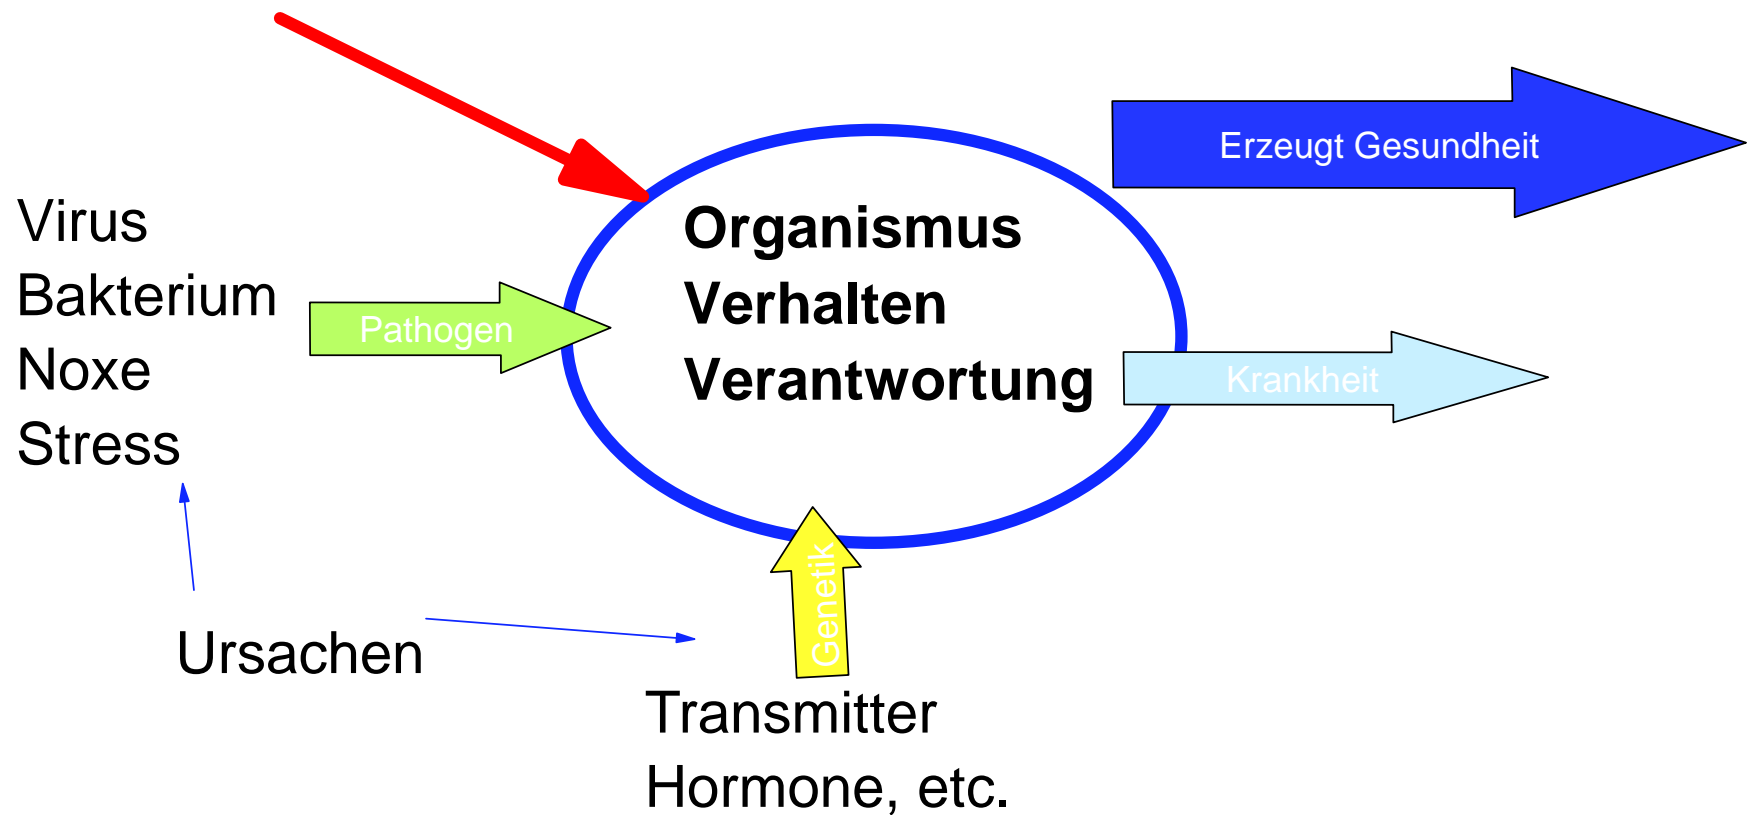 Erzeugt Gesundheit
Virus
Bakterium
Noxe
Stress
Pathogen
Organismus
Verhalten
Verantwortung
Krankheit
Genetik
Ursachen
Transmitter
Hormone, etc.